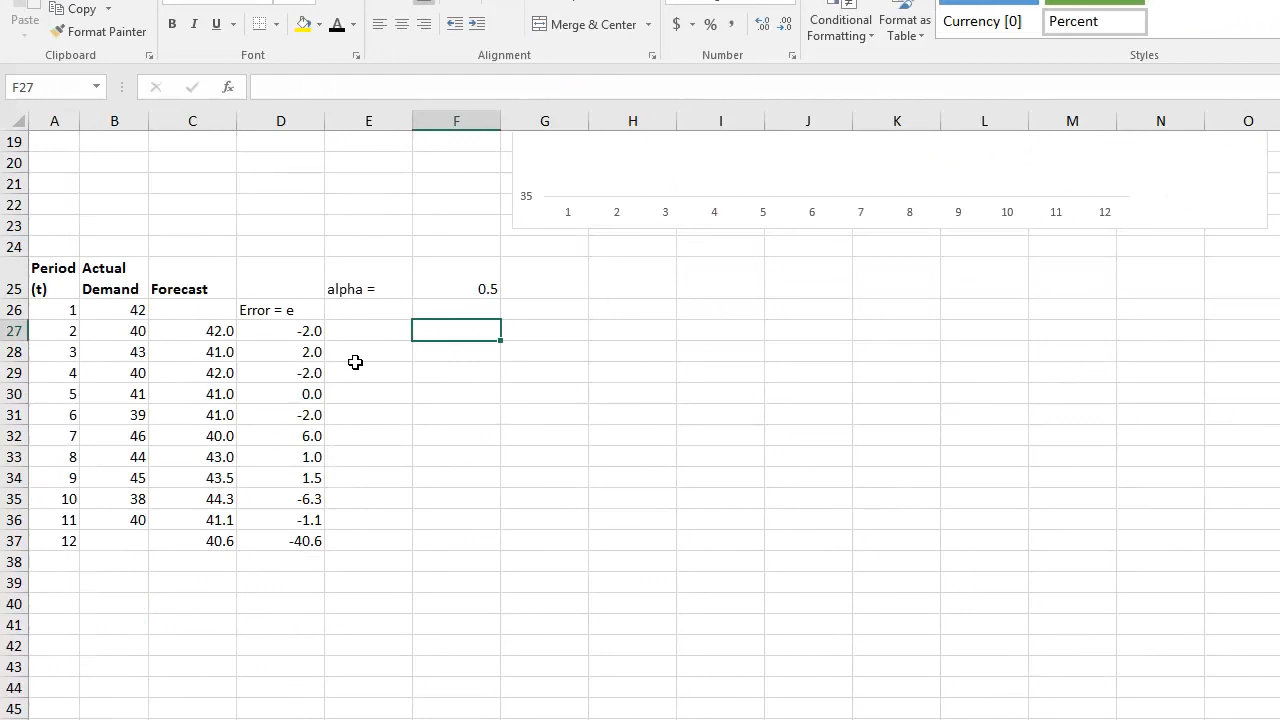 Paste
Copy
Format Painter
Clipboard
B I U
A
Font
Merge & Center
Alignment
$ % ,
Number
Conditional
Formatting
Format as
Table
Currency [0]
Percent
Styles
F27
fx
A B C D E F G H I J K L M N O
19
20
21
22 35
1 2 3 4 5 6 7 8 9 10 11 12
23
24
Period Actual
25 (t) Demand Forecast alpha = 0.5
26 1 42 Error = e
27 2 40 42.0 -2.0
28 3 43 41.0 2.0
29 4 40 42.0 -2.0
30 5 41 41.0 0.0
31 6 39 41.0 -2.0
32 7 46 40.0 6.0
33 8 44 43.0 1.0
34 9 45 43.5 1.5
35 10 38 44.3 -6.3
36 11 40 41.1 -1.1
37 12 40.6 -40.6
38
39
40
41
42
43
44
45